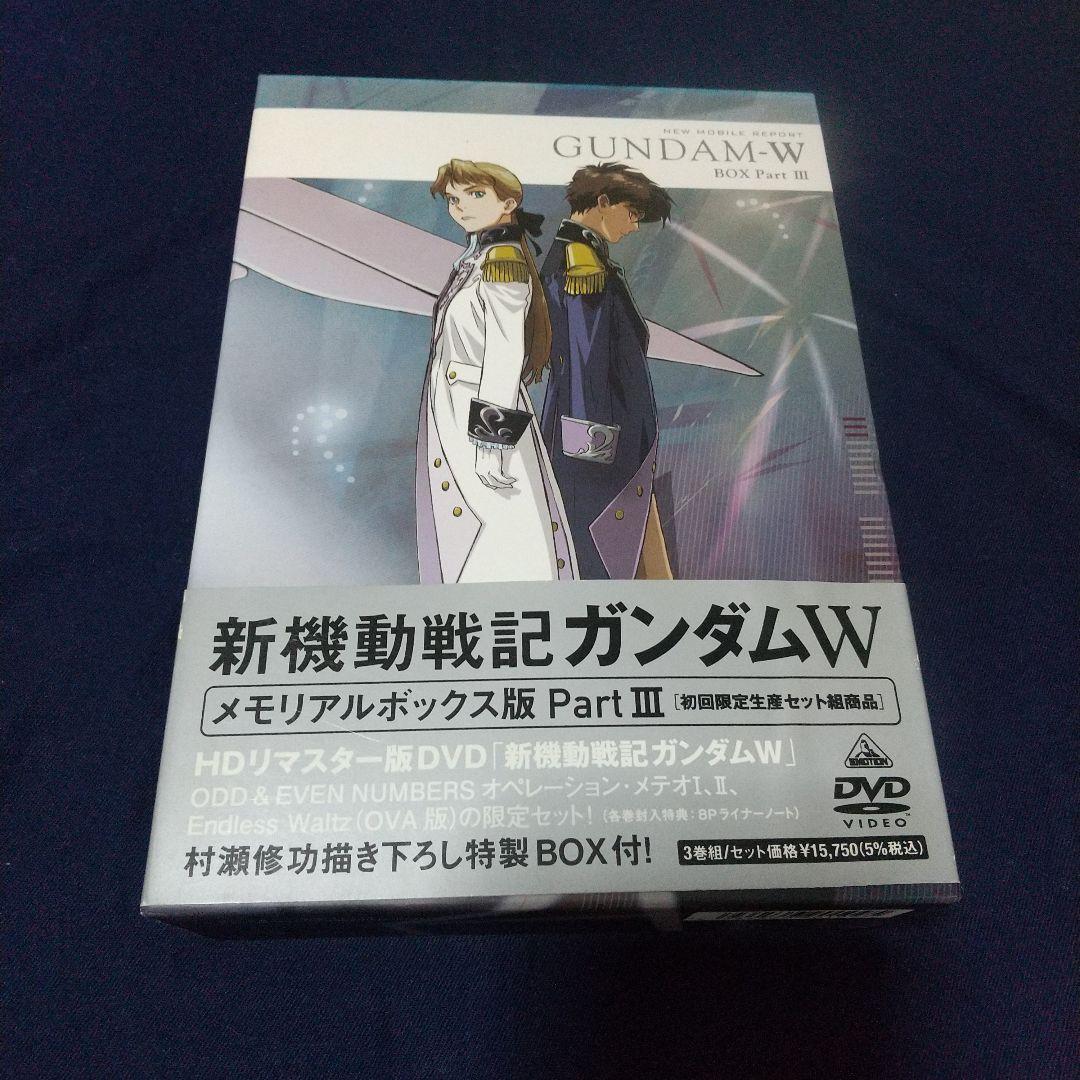 NEW MOBILE REPORT
GUNDAM-W
BOX Part III
新機動戦記ガンダムW
メモリアルボックス版 Part III [初回限定生産セット組商品]
HDリマスター版DVD「新機動戦記ガンダムW」
ODD & EVEN NUMBERS オペレーション・メテオI、II、
Endless Waltz(OVA版)の限定セット! (各巻封入特典:8Pライナーノート)
村瀬修功描き下ろし特製BOX付!
EMOTION
DVD
VIDEO
3巻組/セット価格¥15,750(5%税込)